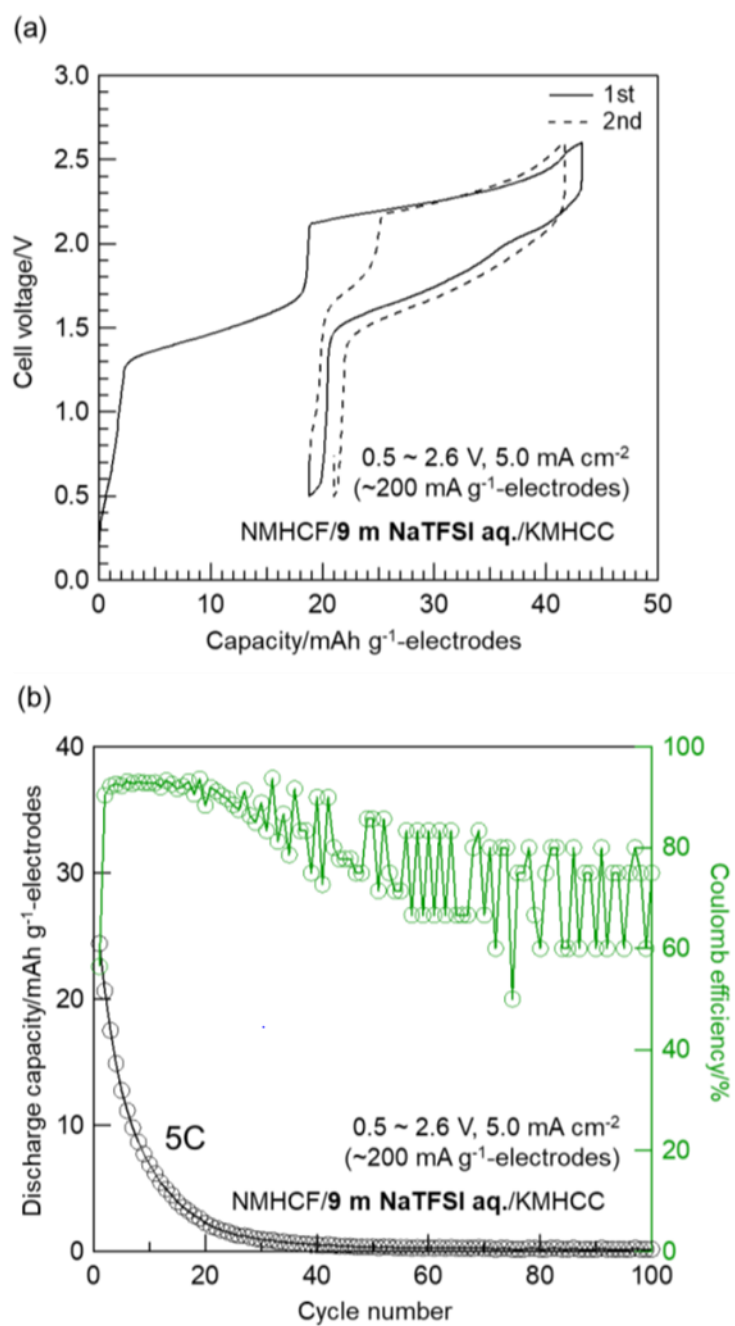 (a)
3.0
2.5
2.0
1.5
1.0
0.5
0.0
Cell voltage/V
1st
2nd
0.5 ~ 2.6 V, 5.0 mA cm-2
(~200 mA g-1-electrodes)
NMHCF/9 m NaTFSI aq./KMHCC
0 10 20 30 40 50
Capacity/mAh g-1-electrodes
(b)
40
30
20
10
0
Discharge capacity/mAh g-1-electrodes
100
80
60
40
20
0
Coulomb efficiency/%
5C
0.5 ~ 2.6 V, 5.0 mA cm-2
(~200 mA g-1-electrodes)
NMHCF/9 m NaTFSI aq./KMHCC
0 20 40 60 80 100
Cycle number